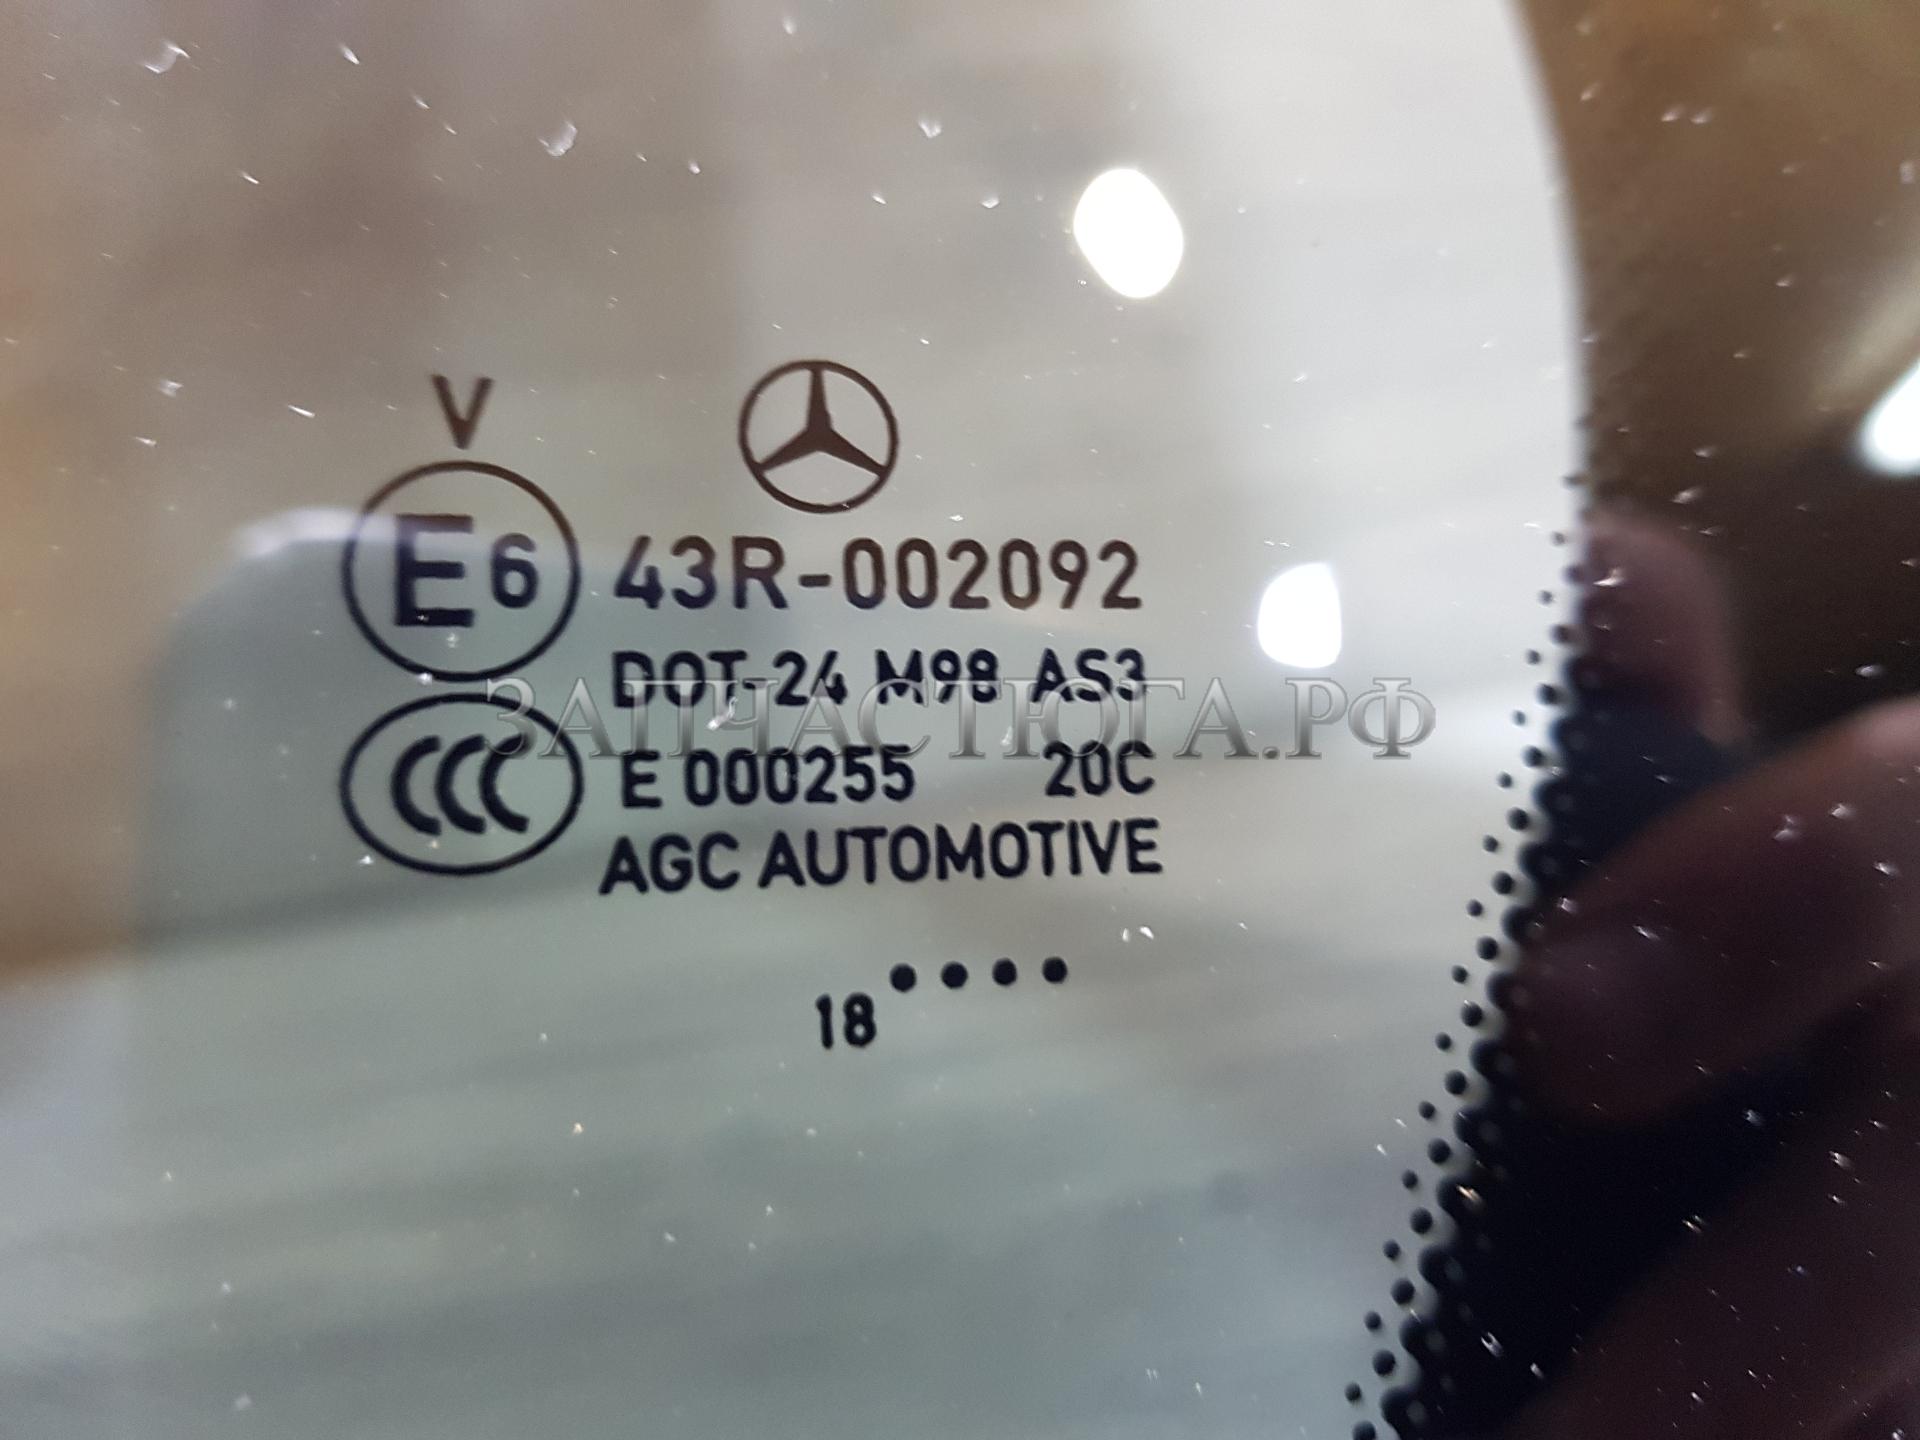 V
E6 43R-002092
DOT-24 M98 AS3
ЗАПЧАСТЮГА.РФ
CCC E 000255 20C
AGC AUTOMOTIVE
18 ••••